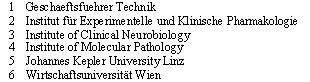 1 Geschaeftsfuehrer Technik
2 Institut für Experimentelle und Klinische Pharmakologie
3 Institute of Clinical Neurobiology
4 Institute of Molecular Pathology
5 Johannes Kepler University Linz
6 Wirtschaftsuniversität Wien